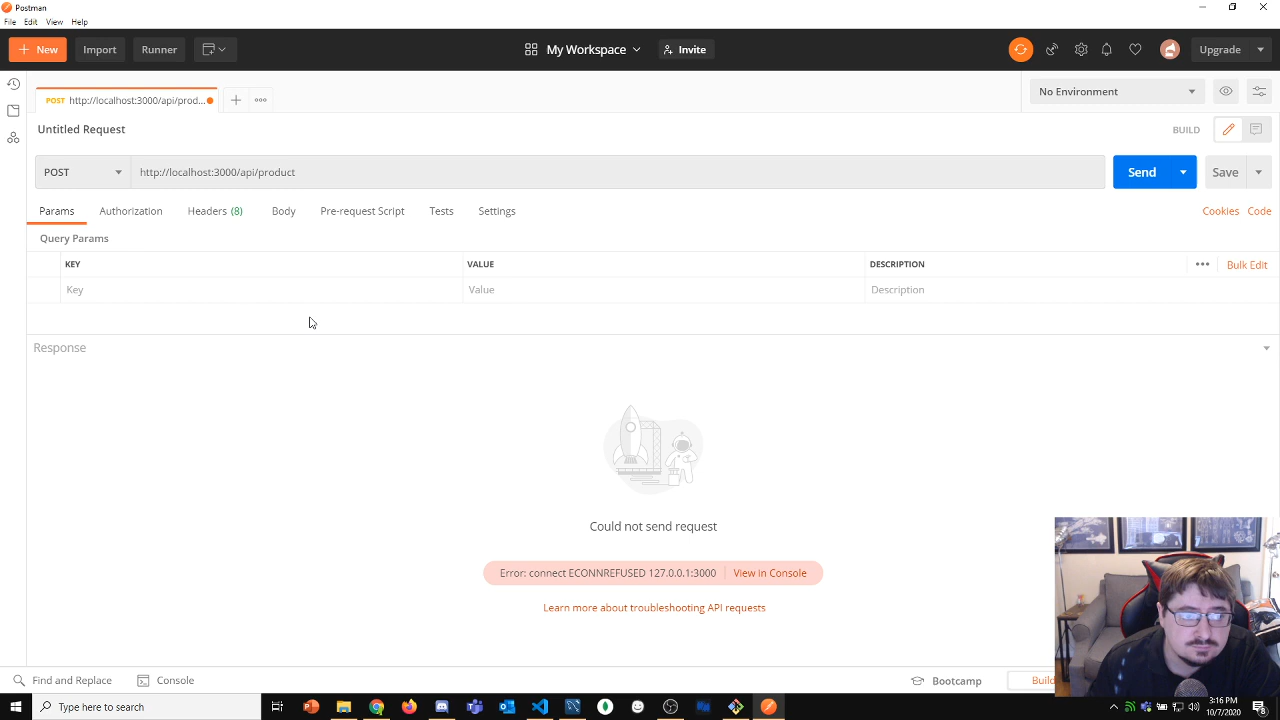 Postman
File Edit View Help
New Import Runner My Workspace Invite Upgrade
POST http://localhost:3000/api/prod... No Environment
Untitled Request BUILD
POST http://localhost:3000/api/product Send Save
Params Authorization Headers (8) Body Pre-request Script Tests Settings Cookies Code
Query Params
KEY VALUE DESCRIPTION Bulk Edit
Key Value Description
Response
Could not send request
Error: connect ECONNREFUSED 127.0.0.1:3000 View in Console
Learn more about troubleshooting API requests
Find and Replace Console Bootcamp Build
Type here to search 3:16 PM
10/7/2020